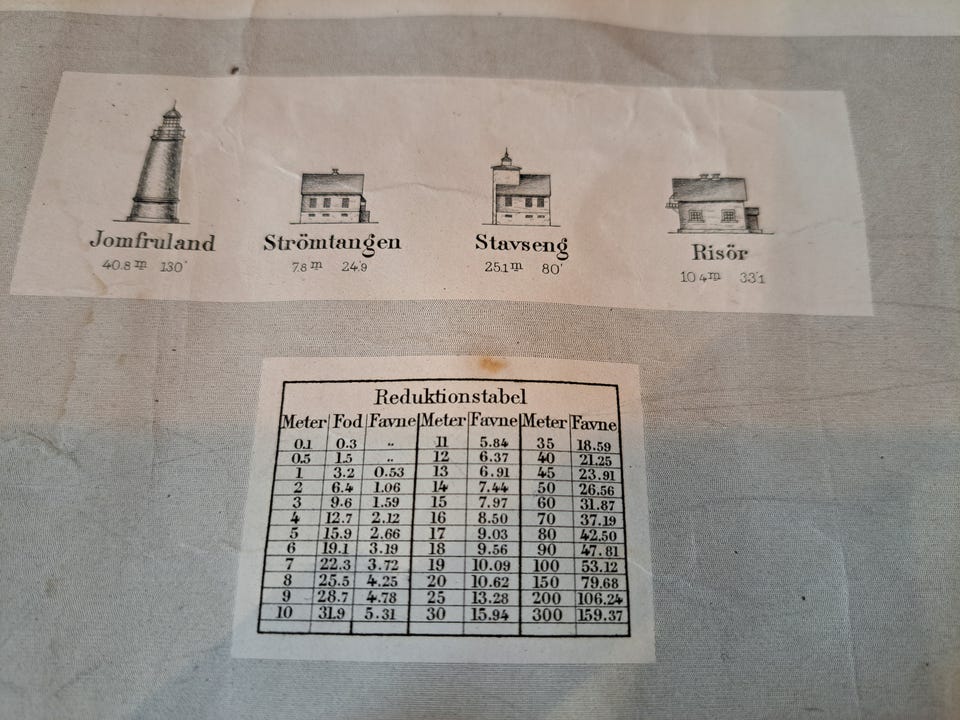 Jomfruland Strömtangen Stavseng Risör
40.8 m 130' 7.8 m 24.9 25.1 m 80' 10.4 m 33.1
Reduktionstabel
Meter Fod Favne Meter Favne Meter Favne
0.1 0.3 .. 11 5.84 35 18.59
0.5 1.5 .. 12 6.37 40 21.25
1 3.2 0.53 13 6.91 45 23.91
2 6.4 1.06 14 7.44 50 26.56
3 9.6 1.59 15 7.97 60 31.87
4 12.7 2.12 16 8.50 70 37.19
5 15.9 2.66 17 9.03 80 42.50
6 19.1 3.19 18 9.56 90 47.81
7 22.3 3.72 19 10.09 100 53.12
8 25.5 4.25 20 10.62 150 79.68
9 28.7 4.78 25 13.28 200 106.24
10 31.9 5.31 30 15.94 300 159.37